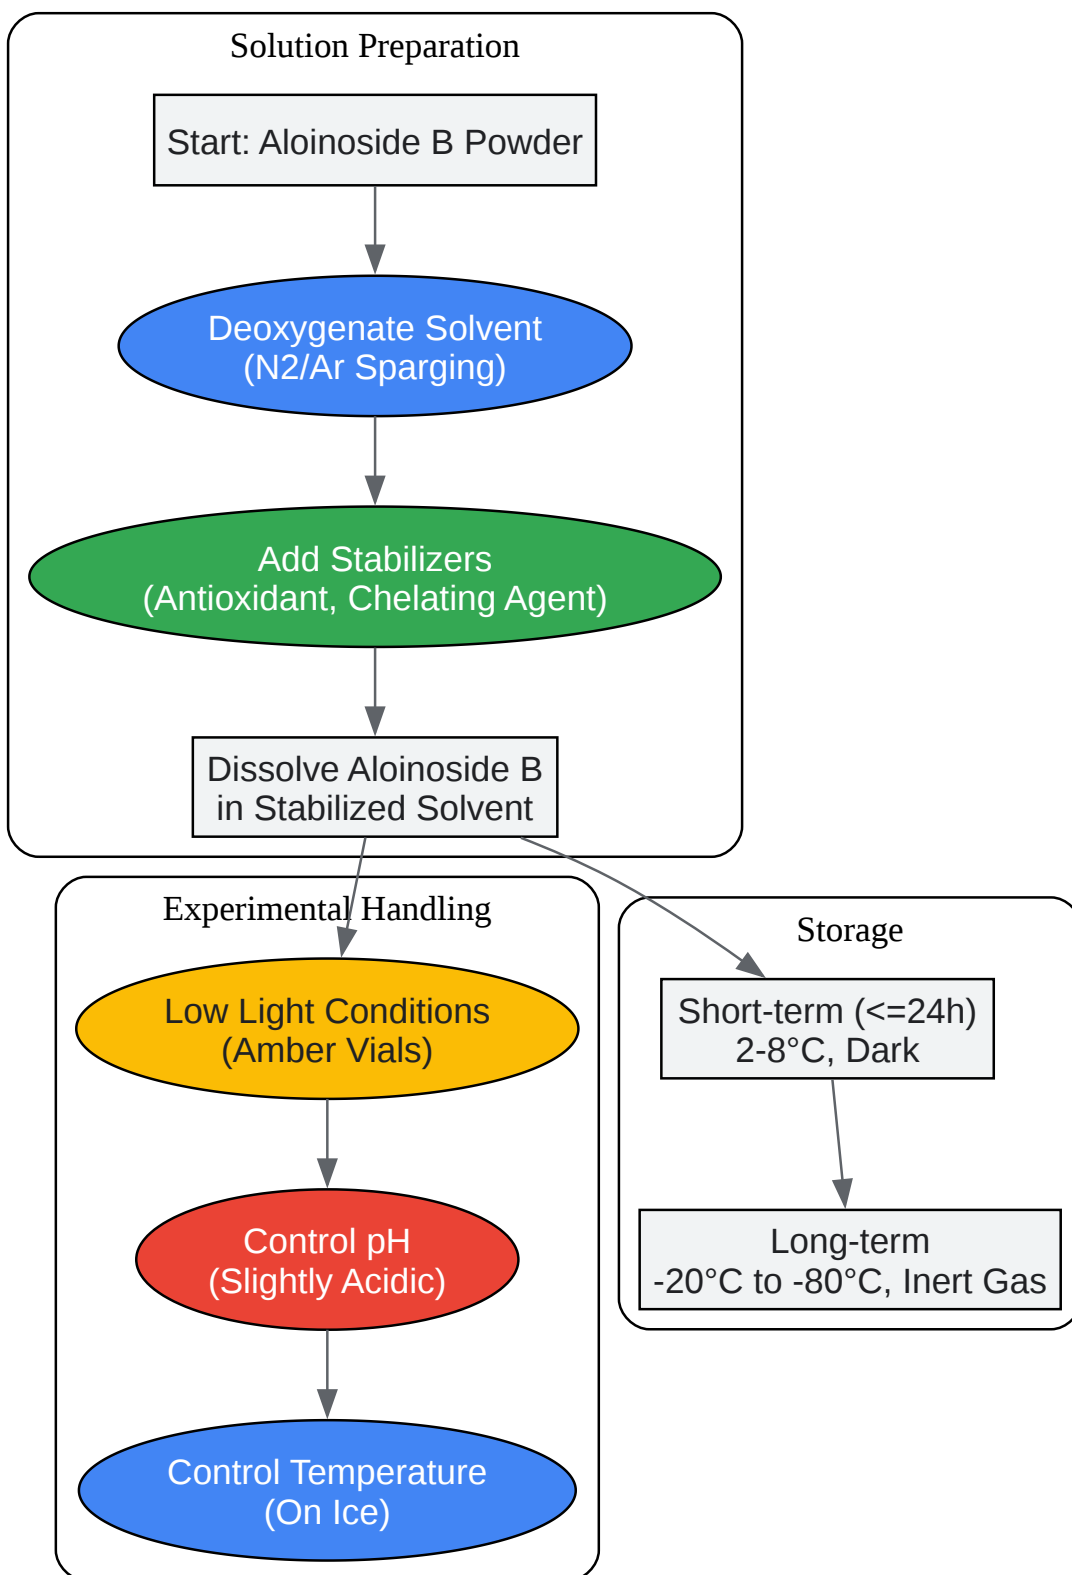 Solution Preparation
Start: Aloinoside B Powder
Deoxygenate Solvent
(N2/Ar Sparging)
Add Stabilizers
(Antioxidant, Chelating Agent)
Dissolve Aloinoside B
in Stabilized Solvent
Experimental Handling
Low Light Conditions
(Amber Vials)
Control pH
(Slightly Acidic)
Control Temperature
(On Ice)
Storage
Short-term (<=24h)
2-8°C, Dark
Long-term
-20°C to -80°C, Inert Gas